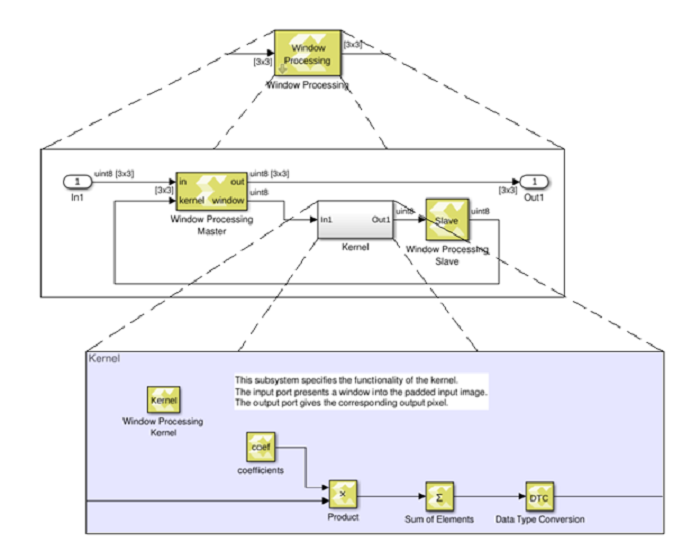 Window
Processing
[3x3]
[3x3]
Window Processing
1
In1
uint8 [3x3]
[3x3]
in
out
kernel
window
Window Processing
Master
uint8 [3x3]
uint8
[3x3]
1
Out1
In1
Out1
Kernel
uint8
Slave
uint8
Window Processing
Slave
Kernel
This subsystem specifies the functionality of the kernel.
The input port presents a window into the padded input image.
The output port gives the corresponding output pixel.
Kernel
Window Processing
Kernel
coef
coefficients
×
Product
Σ
Sum of Elements
DTC
Data Type Conversion